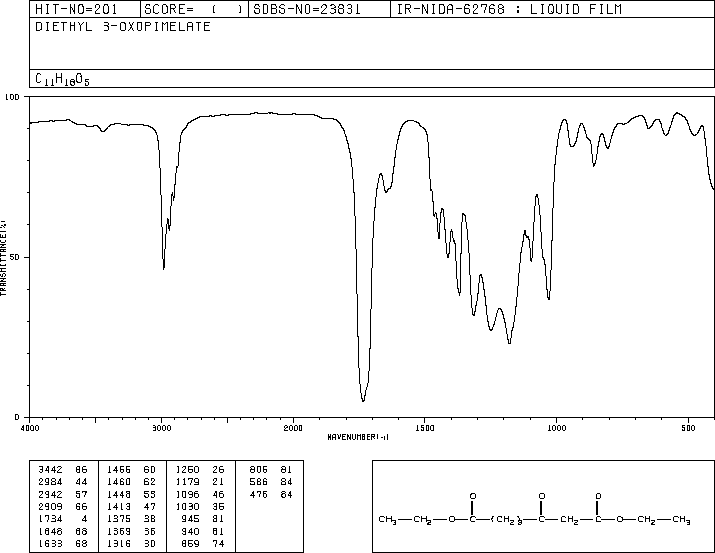 HIT-NO=201 SCORE= ( ) SDBS-NO=23831 IR-NIDA-62768 : LIQUID FILM
DIETHYL 3-OXOPIMELATE
C11H18O5
100
50
0
TRANSMITTANCE(%)
4000 3000 2000 1500 1000 500
WAVENUMBER(-1)
3442 86 1466 60 1250 26 806 81
2984 44 1460 62 1179 21 586 84
2942 57 1448 55 1096 46 476 84
2909 66 1413 47 1030 35
1734 4 1375 38 945 81
1648 68 1369 36 940 81
1633 68 1316 30 859 74
O O O
CH3—CH2—O—C—(CH2)3—C—CH2—C—O—CH2—CH3